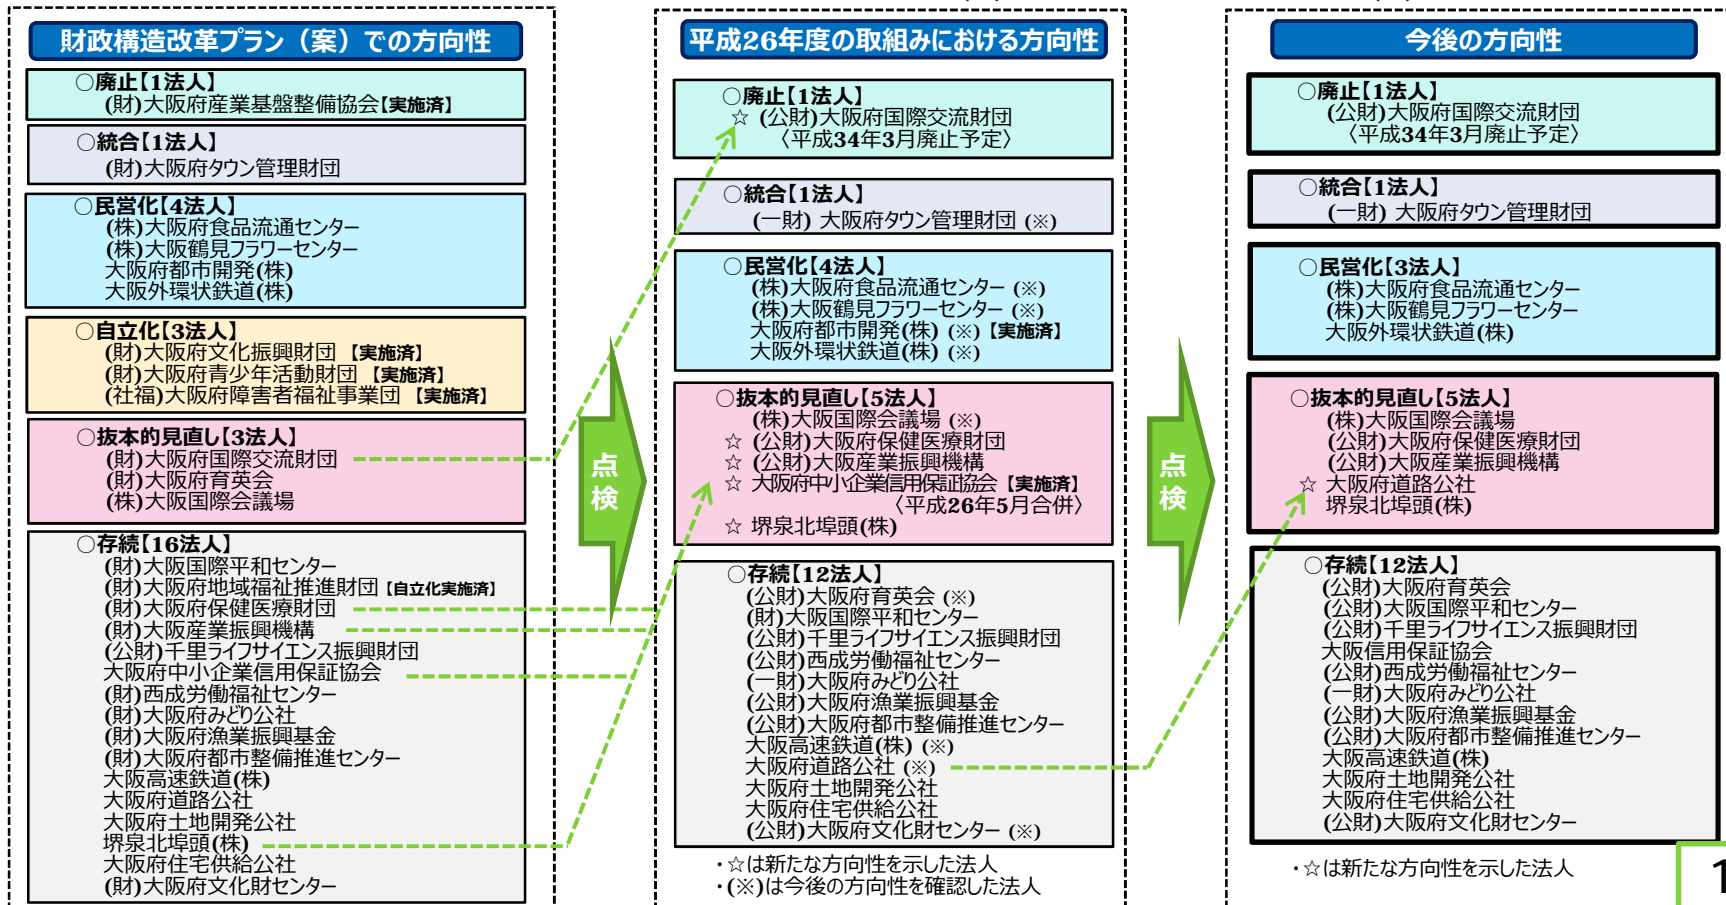 財政構造改革プラン（案）での方向性
○廃止【1法人】
(財)大阪府産業基盤整備協会【実施済】
○統合【1法人】
(財)大阪府タウン管理財団
○民営化【4法人】
(株)大阪府食品流通センター
(株)大阪鶴見フラワーセンター
大阪府都市開発(株)
大阪外環状鉄道(株)
○自立化【3法人】
(財)大阪府文化振興財団 【実施済】
(財)大阪府青少年活動財団 【実施済】
(社福)大阪府障害者福祉事業団 【実施済】
○抜本的見直し【3法人】
(財)大阪府国際交流財団
(財)大阪府育英会
(株)大阪国際会議場
○存続【16法人】
(財)大阪国際平和センター
(財)大阪府地域福祉推進財団【自立化実施済】
(財)大阪府保健医療財団
(財)大阪産業振興機構
(公財)千里ライフサイエンス振興財団
大阪府中小企業信用保証協会
(財)西成労働福祉センター
(財)大阪府みどり公社
(財)大阪府漁業振興基金
(財)大阪府都市整備推進センター
大阪高速鉄道(株)
大阪府道路公社
大阪府土地開発公社
堺泉北埠頭(株)
大阪府住宅供給公社
(財)大阪府文化財センター
点検
平成26年度の取組みにおける方向性
○廃止【1法人】
☆ (公財)大阪府国際交流財団
〈平成34年3月廃止予定〉
○統合【1法人】
(一財) 大阪府タウン管理財団 (※)
○民営化【4法人】
(株)大阪府食品流通センター (※)
(株)大阪鶴見フラワーセンター (※)
大阪府都市開発(株) (※)【実施済】
大阪外環状鉄道(株) (※)
○抜本的見直し【5法人】
(株)大阪国際会議場 (※)
☆ (公財)大阪府保健医療財団
☆ (公財)大阪産業振興機構
☆ 大阪府中小企業信用保証協会【実施済】
〈平成26年5月合併〉
☆ 堺泉北埠頭(株)
○存続【12法人】
(公財)大阪府育英会 (※)
(財)大阪国際平和センター
(公財)千里ライフサイエンス振興財団
(公財)西成労働福祉センター
(一財)大阪府みどり公社
(公財)大阪府漁業振興基金
(公財)大阪府都市整備推進センター
大阪高速鉄道(株) (※)
大阪府道路公社 (※)
大阪府土地開発公社
大阪府住宅供給公社
(公財)大阪府文化財センター (※)
・☆は新たな方向性を示した法人
・(※)は今後の方向性を確認した法人
点検
今後の方向性
○廃止【1法人】
(公財)大阪府国際交流財団
〈平成34年3月廃止予定〉
○統合【1法人】
(一財) 大阪府タウン管理財団
○民営化【3法人】
(株)大阪府食品流通センター
(株)大阪鶴見フラワーセンター
大阪外環状鉄道(株)
○抜本的見直し【5法人】
(株)大阪国際会議場
(公財)大阪府保健医療財団
(公財)大阪産業振興機構
☆ 大阪府道路公社
堺泉北埠頭(株)
○存続【12法人】
(公財)大阪府育英会
(公財)大阪国際平和センター
(公財)千里ライフサイエンス振興財団
大阪信用保証協会
(公財)西成労働福祉センター
(一財)大阪府みどり公社
(公財)大阪府漁業振興基金
(公財)大阪府都市整備推進センター
大阪高速鉄道(株)
大阪府土地開発公社
大阪府住宅供給公社
(公財)大阪府文化財センター
・☆は新たな方向性を示した法人
1